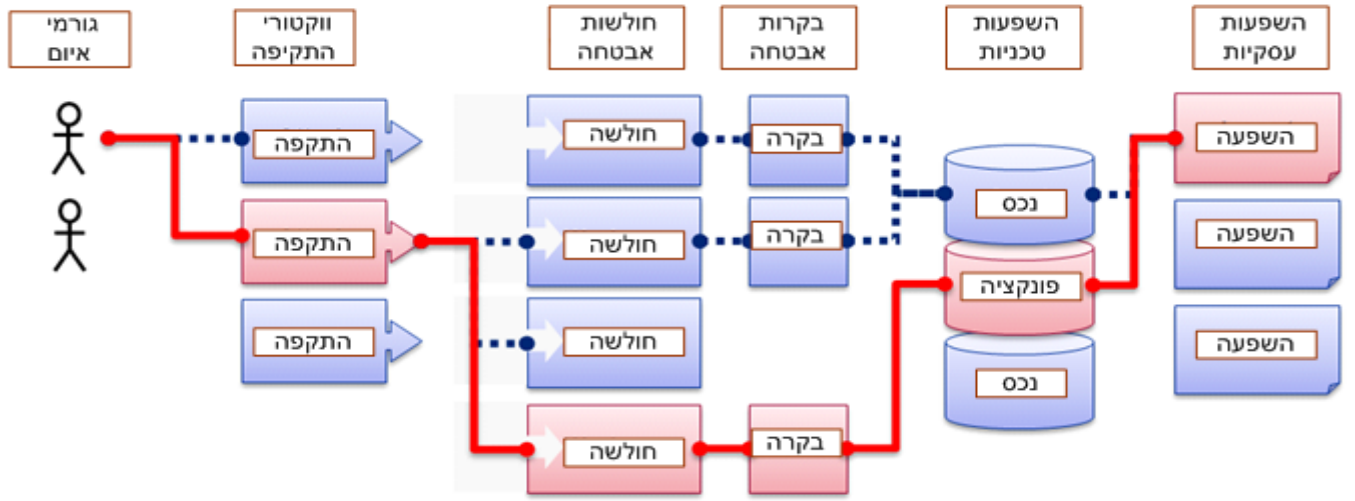 גורמי
איום
ווקטורי
התקיפה
חולשות
אבטחה
בקרות
אבטחה
השפעות
טכניות
השפעות
עסקיות
התקפה
חולשה
בקרה
נכס
השפעה
התקפה
חולשה
בקרה
פונקציה
השפעה
התקפה
חולשה
נכס
השפעה
חולשה
בקרה